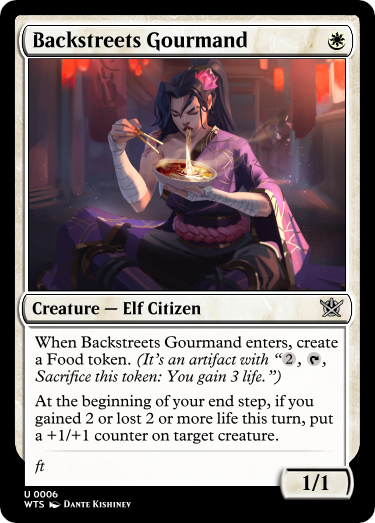 Backstreets Gourmand
Creature — Elf Citizen
When Backstreets Gourmand enters, create
a Food token. (It's an artifact with “2, T,
Sacrifice this token: You gain 3 life.”)
At the beginning of your end step, if you
gained 2 or lost 2 or more life this turn, put
a +1/+1 counter on target creature.
ft
1/1
U 0006
WTS DANTE KISHINEV